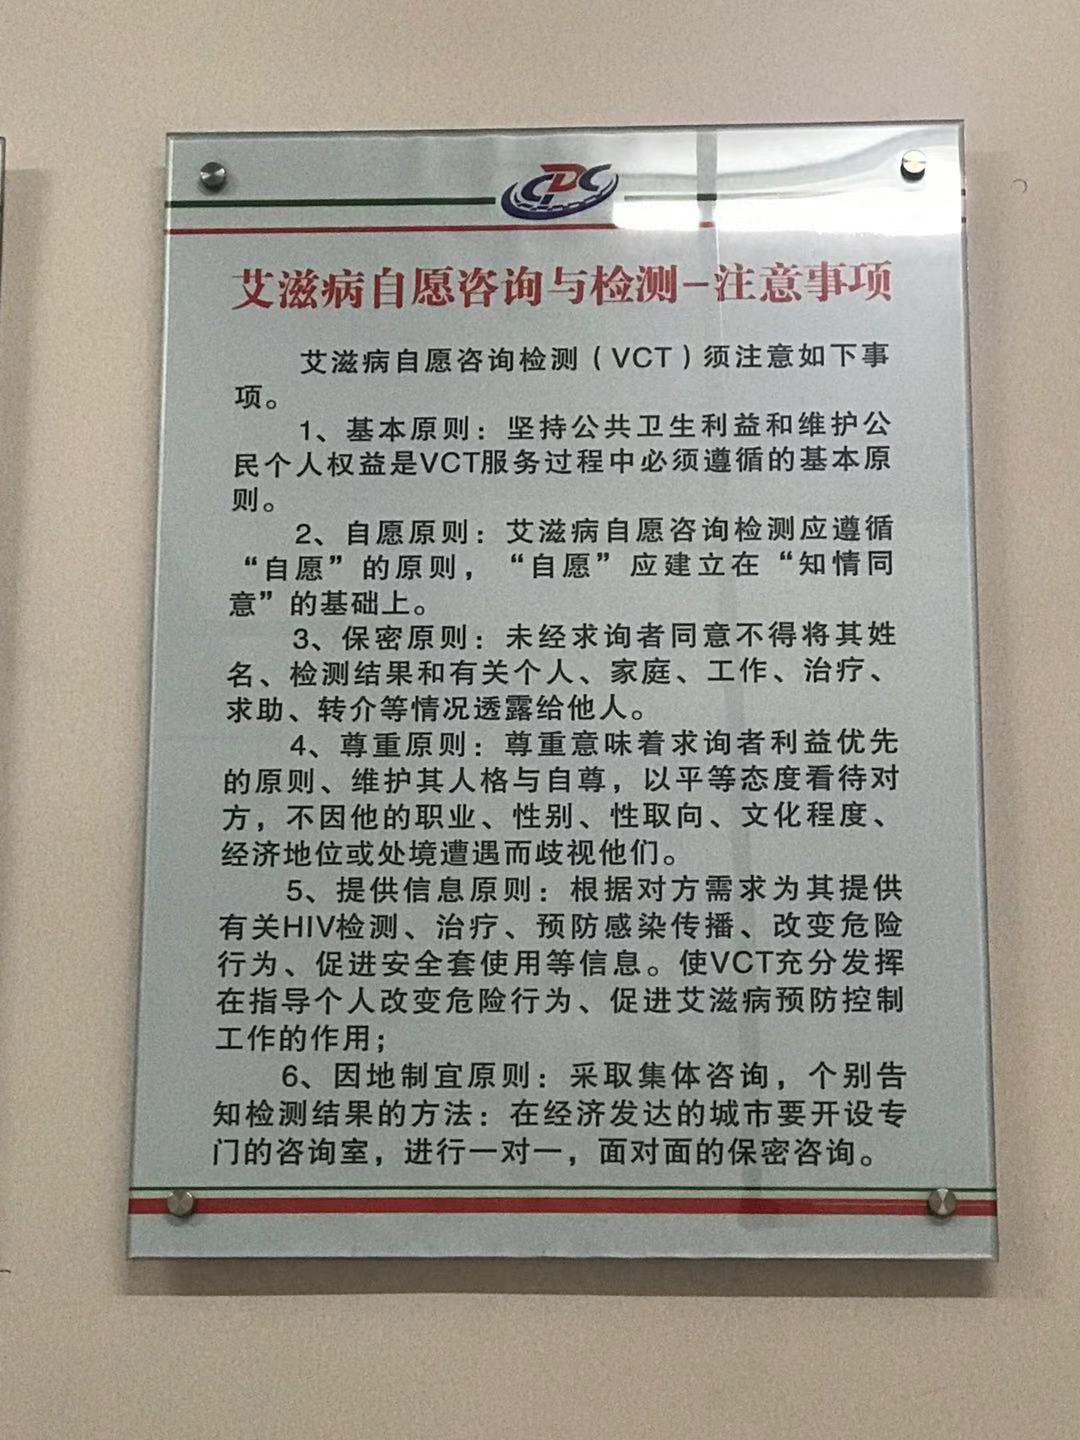 CDC
艾滋病自愿咨询与检测-注意事项
艾滋病自愿咨询检测（VCT）须注意如下事
项。
1、基本原则：坚持公共卫生利益和维护公
民个人权益是VCT服务过程中必须遵循的基本原
则。
2、自愿原则：艾滋病自愿咨询检测应遵循
“自愿”的原则，“自愿”应建立在“知情同
意”的基础上。
3、保密原则：未经求询者同意不得将其姓
名、检测结果和有关个人、家庭、工作、治疗、
求助、转介等情况透露给他人。
4、尊重原则：尊重意味着求询者利益优先
的原则、维护其人格与自尊，以平等态度看待对
方，不因他的职业、性别、性取向、文化程度、
经济地位或处境遭遇而歧视他们。
5、提供信息原则：根据对方需求为其提供
有关HIV检测、治疗、预防感染传播、改变危险
行为、促进安全套使用等信息。使VCT充分发挥
在指导个人改变危险行为、促进艾滋病预防控制
工作的作用；
6、因地制宜原则：采取集体咨询，个别告
知检测结果的方法：在经济发达的城市要开设专
门的咨询室，进行一对一，面对面的保密咨询。